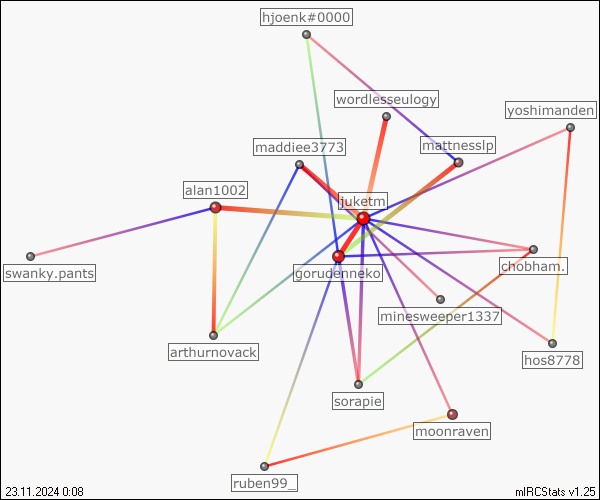 hjoenk#0000
wordlesseulogy
yoshimanden
maddiee3773
mattnesslp
alan1002
juketm
swanky.pants
gorudenneko
chobham.
minesweeper1337
arthurnovack
hos8778
sorapie
moonraven
ruben99_
23.11.2024 0:08
mIRCStats v1.25